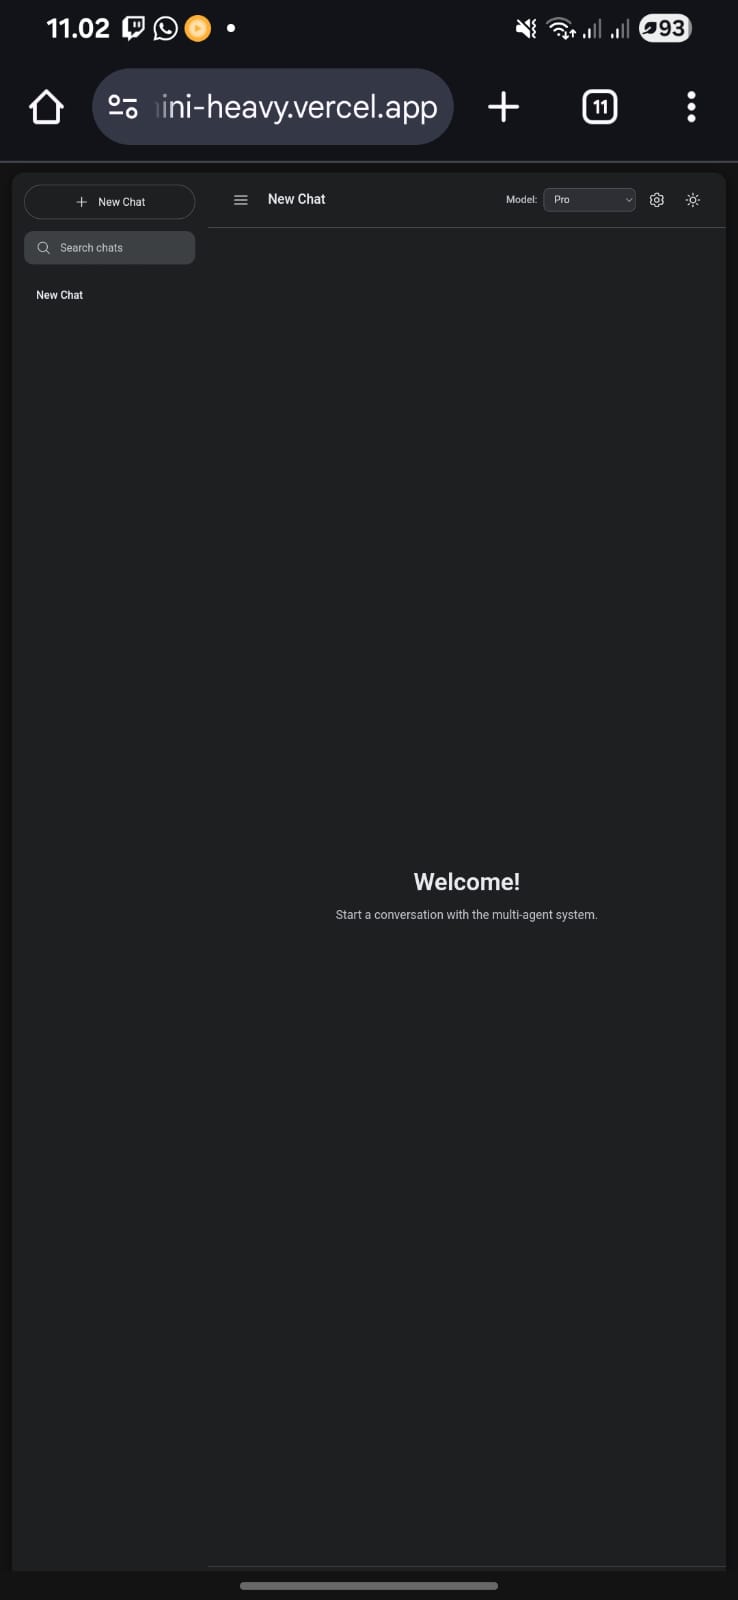 11.02
93
ini-heavy.vercel.app
11
New Chat
Search chats
New Chat
New Chat
Model:
Pro
Welcome!
Start a conversation with the multi-agent system.